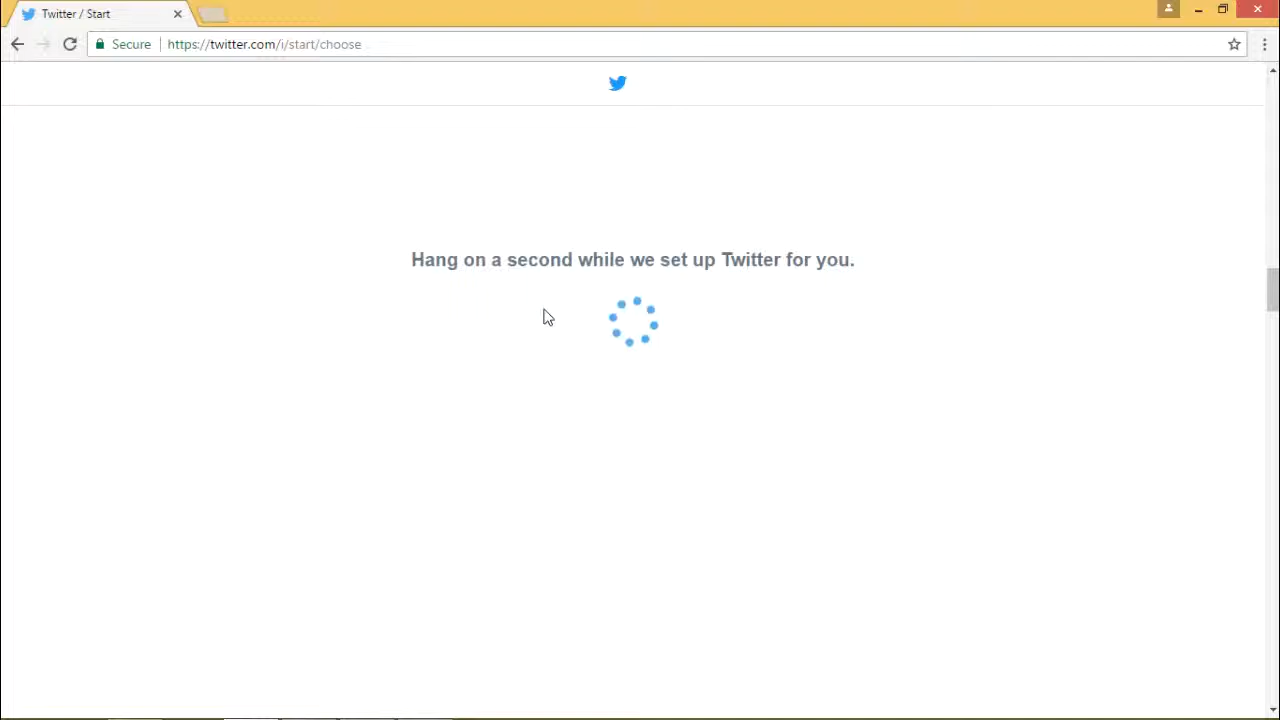 Twitter / Start
Secure
https://twitter.com/i/start/choose
Hang on a second while we set up Twitter for you.